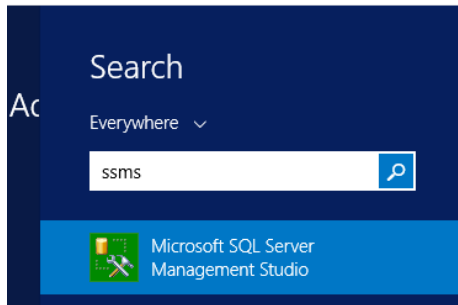 Search
Ac
Everywhere
ssms
Microsoft SQL Server
Management Studio